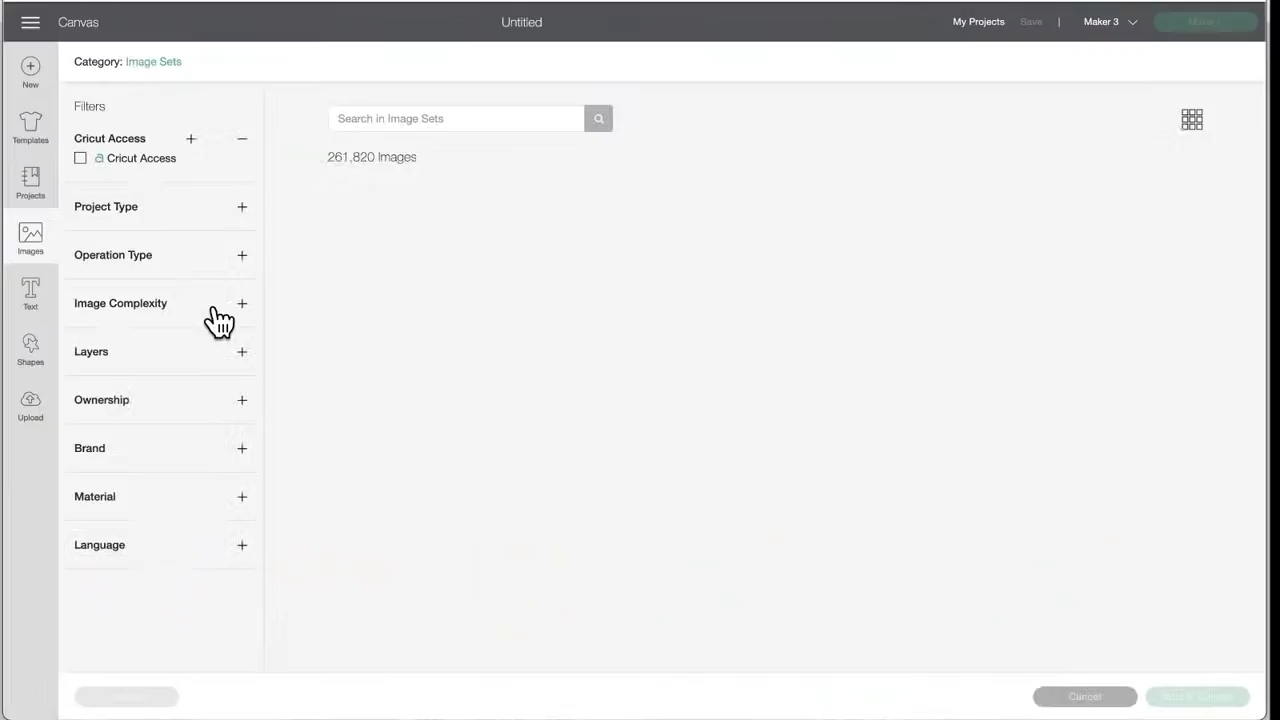 Canvas
Untitled
My Projects Save | Maker 3
New
Templates
Projects
Images
Text
Shapes
Upload
Category: Image Sets
Filters
Cricut Access
Cricut Access
Project Type
Operation Type
Image Complexity
Layers
Ownership
Brand
Material
Language
Search in Image Sets
261,820 Images
Cancel